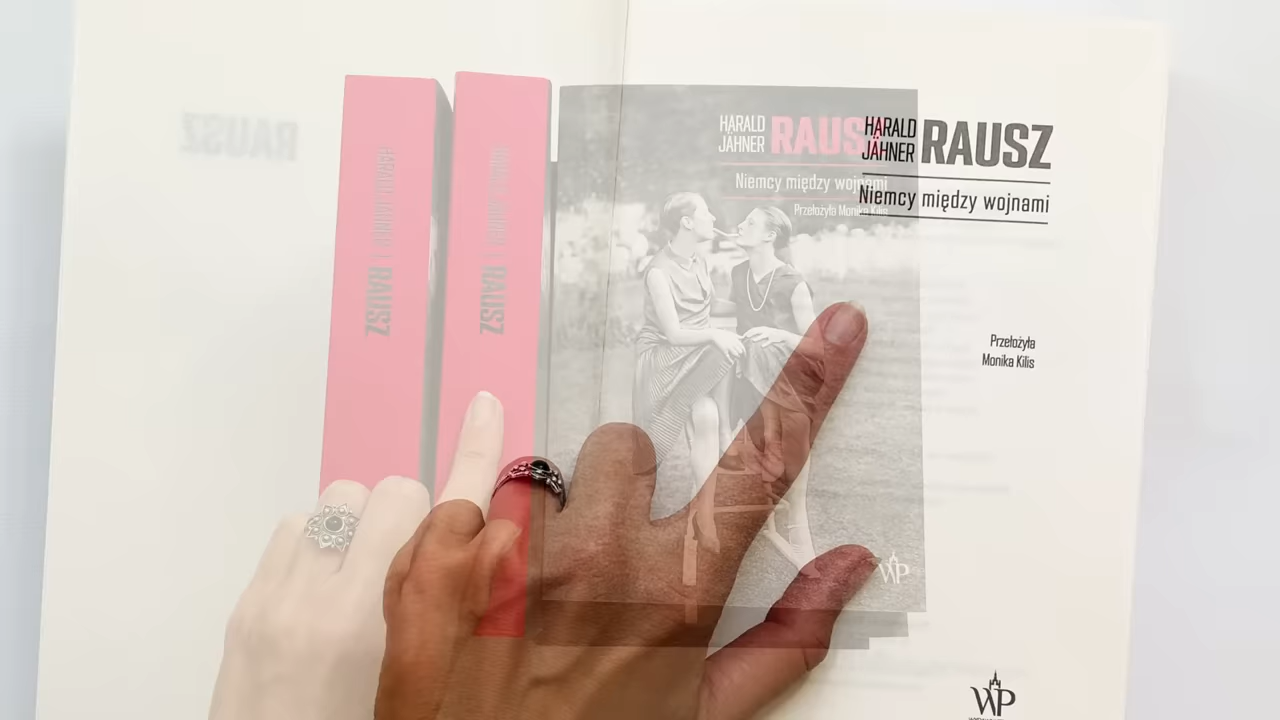 RAUSZ
HARALD JÄHNER RAUSZ
HARALD JÄHNER RAUSZ
HARALD
JÄHNER RAUSZ
Niemcy między wojnami
Przełożyła Monika Kilis
WP
HARALD
JÄHNER RAUSZ
Niemcy między wojnami
Przełożyła
Monika Kilis
WP